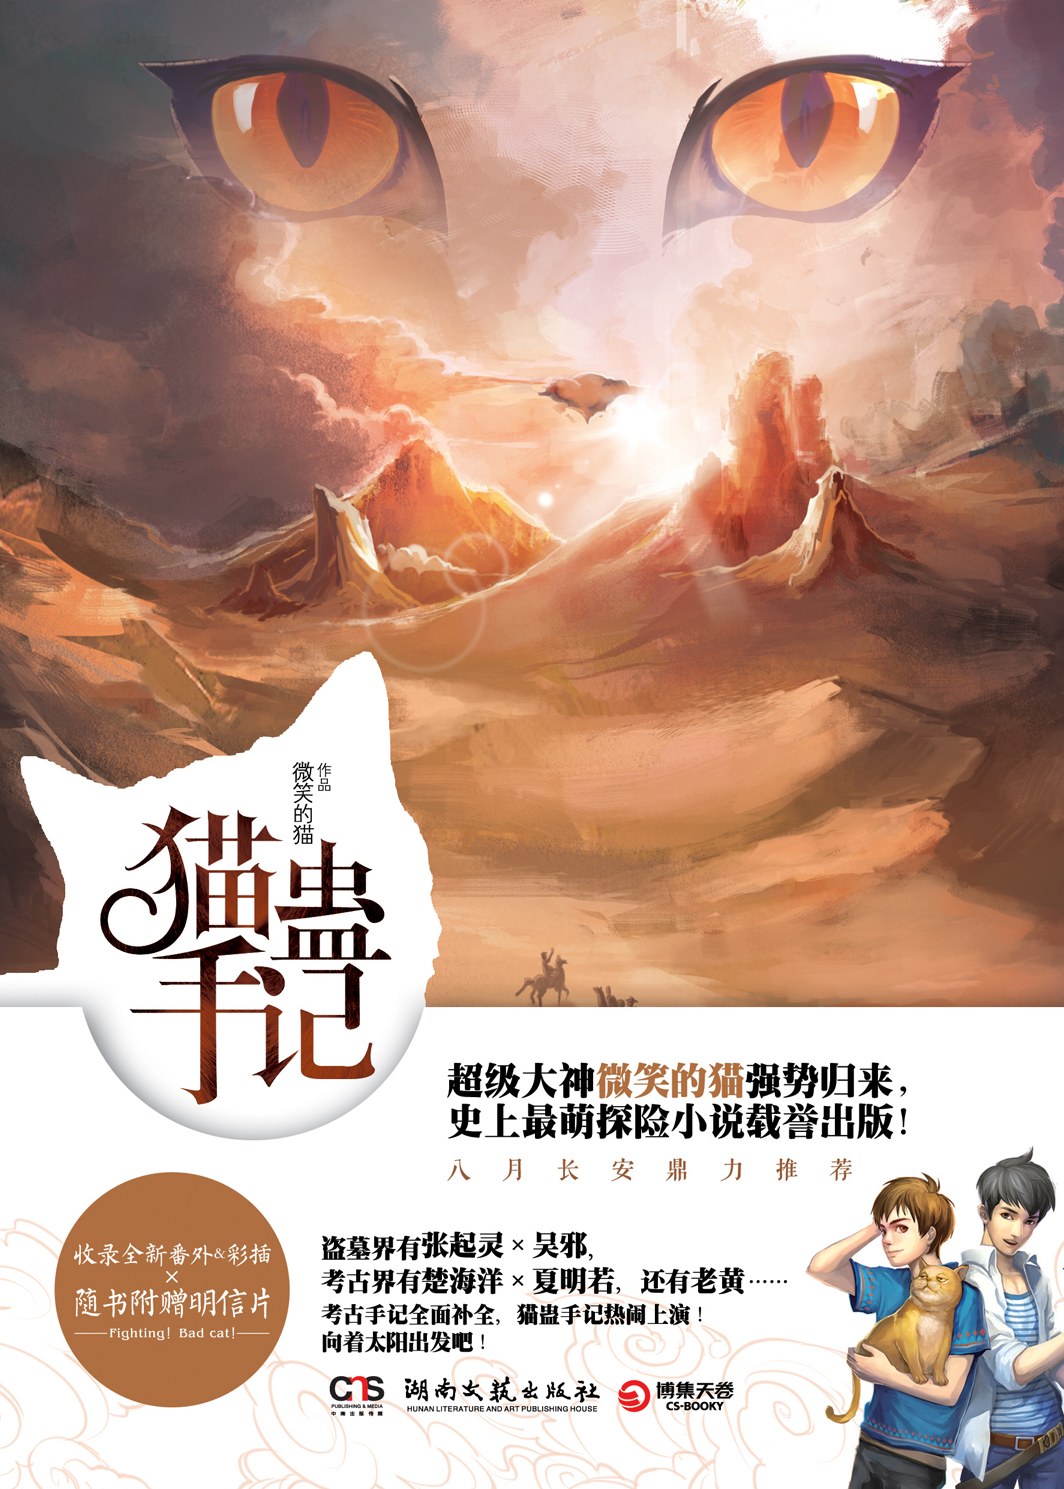 微笑的猫
作品
猫蛊
手记
超级大神微笑的猫强势归来，
史上最萌探险小说载誉出版！
八月长安鼎力推荐
收录全新番外&彩插
×
随书附赠明信片
Fighting! Bad cat!
盗墓界有张起灵×吴邪，
考古界有楚海洋×夏明若，还有老黄……
考古手记全面补全，猫蛊手记热闹上演！
向着太阳出发吧！
CNS
PUBLISHING & MEDIA
中南出版传媒
湖南文艺出版社
HUNAN LITERATURE AND ART PUBLISHING HOUSE
博集天卷
CS-BOOKY